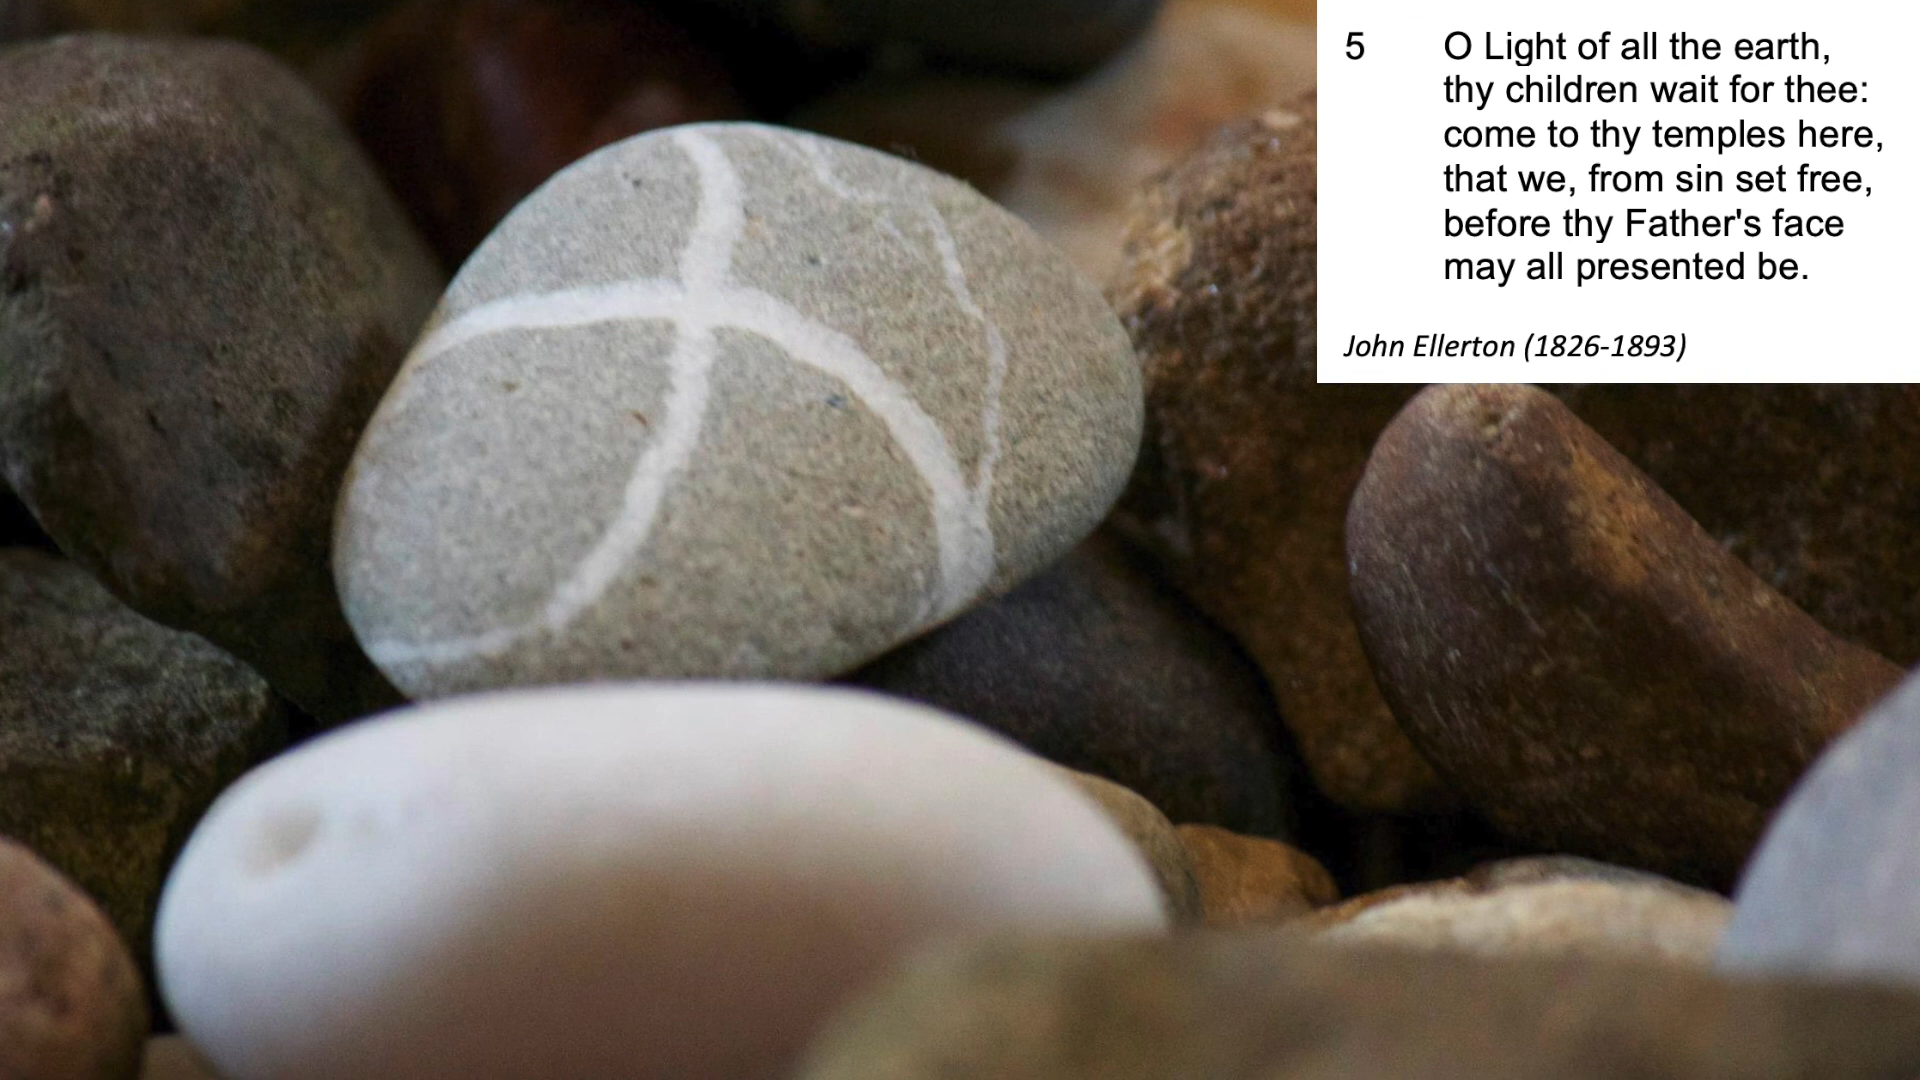 5 O Light of all the earth,
thy children wait for thee:
come to thy temples here,
that we, from sin set free,
before thy Father's face
may all presented be.
John Ellerton (1826-1893)